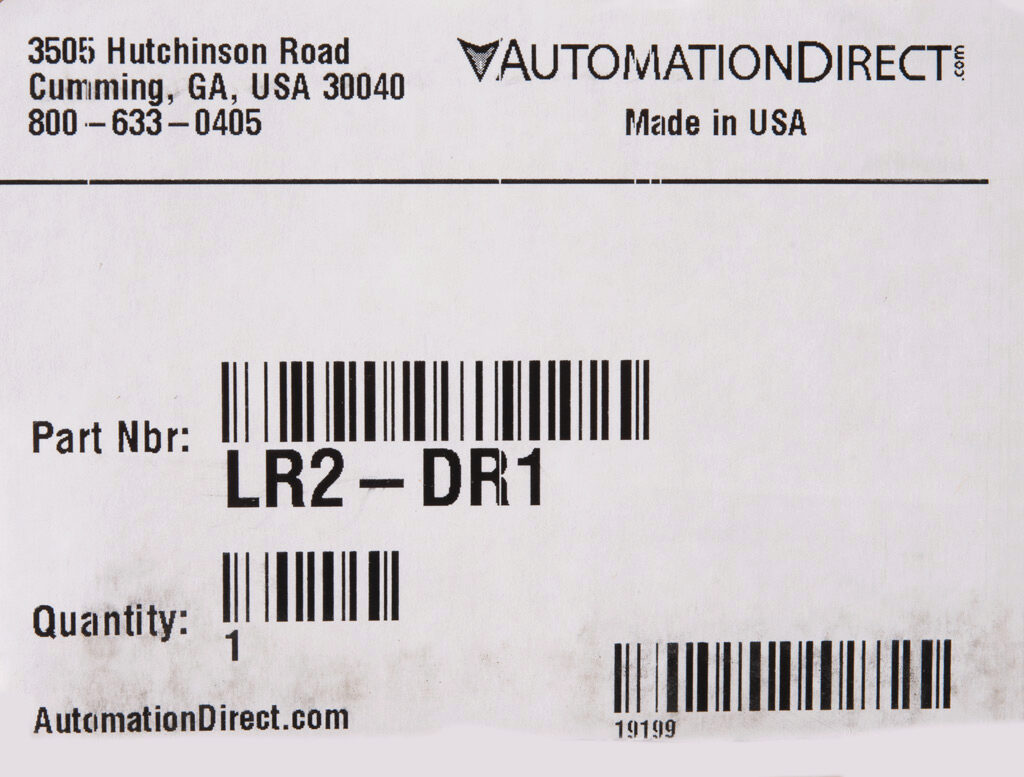 3505 Hutchinson Road
Cumming, GA, USA 30040
800-633-0405
AUTOMATIONDIRECT.com
Made in USA
Part Nbr:
LR2-DR1
Quantity:
1
AutomationDirect.com
19199